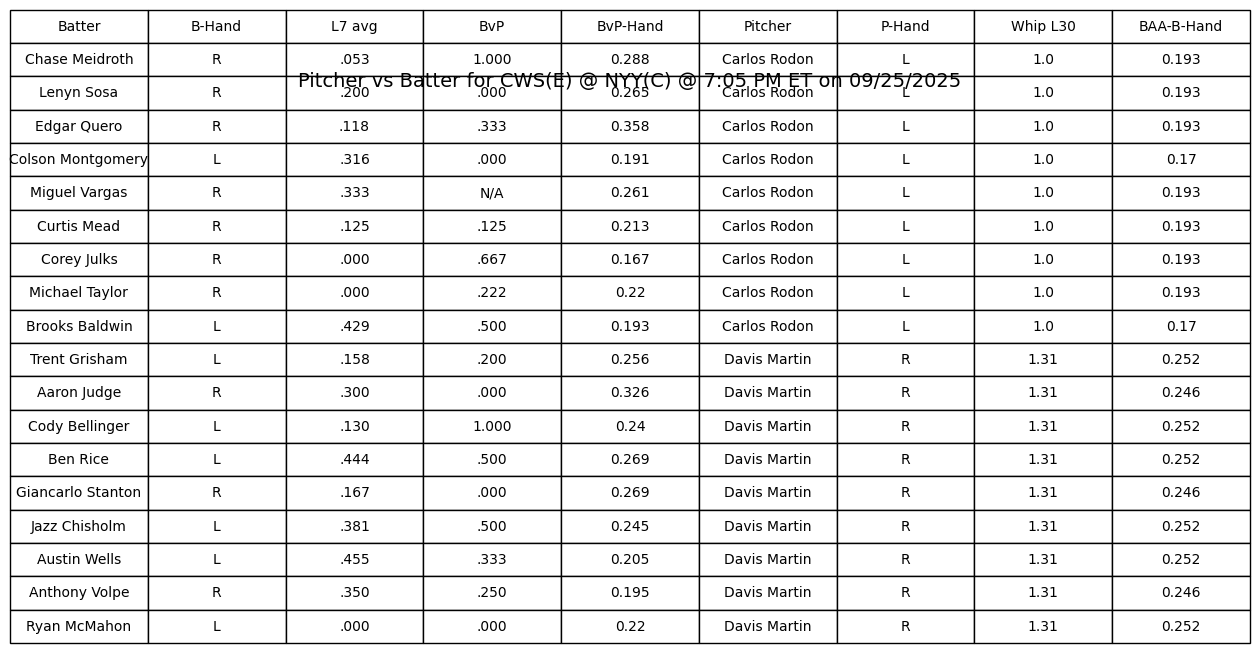 Batter B-Hand L7 avg BvP BvP-Hand Pitcher P-Hand Whip L30 BAA-B-Hand
Chase Meidroth R .053 1.000 0.288 Carlos Rodon L 1.0 0.193
Pitcher vs Batter for CWS(E) @ NYY(C) @ 7:05 PM ET on 09/25/2025
Lenyn Sosa R .200 .000 0.265 Carlos Rodon L 1.0 0.193
Edgar Quero R .118 .333 0.358 Carlos Rodon L 1.0 0.193
Colson Montgomery L .316 .000 0.191 Carlos Rodon L 1.0 0.17
Miguel Vargas R .333 N/A 0.261 Carlos Rodon L 1.0 0.193
Curtis Mead R .125 .125 0.213 Carlos Rodon L 1.0 0.193
Corey Julks R .000 .667 0.167 Carlos Rodon L 1.0 0.193
Michael Taylor R .000 .222 0.22 Carlos Rodon L 1.0 0.193
Brooks Baldwin L .429 .500 0.193 Carlos Rodon L 1.0 0.17
Trent Grisham L .158 .200 0.256 Davis Martin R 1.31 0.252
Aaron Judge R .300 .000 0.326 Davis Martin R 1.31 0.246
Cody Bellinger L .130 1.000 0.24 Davis Martin R 1.31 0.252
Ben Rice L .444 .500 0.269 Davis Martin R 1.31 0.252
Giancarlo Stanton R .167 .000 0.269 Davis Martin R 1.31 0.246
Jazz Chisholm L .381 .500 0.245 Davis Martin R 1.31 0.252
Austin Wells L .455 .333 0.205 Davis Martin R 1.31 0.252
Anthony Volpe R .350 .250 0.195 Davis Martin R 1.31 0.246
Ryan McMahon L .000 .000 0.22 Davis Martin R 1.31 0.252